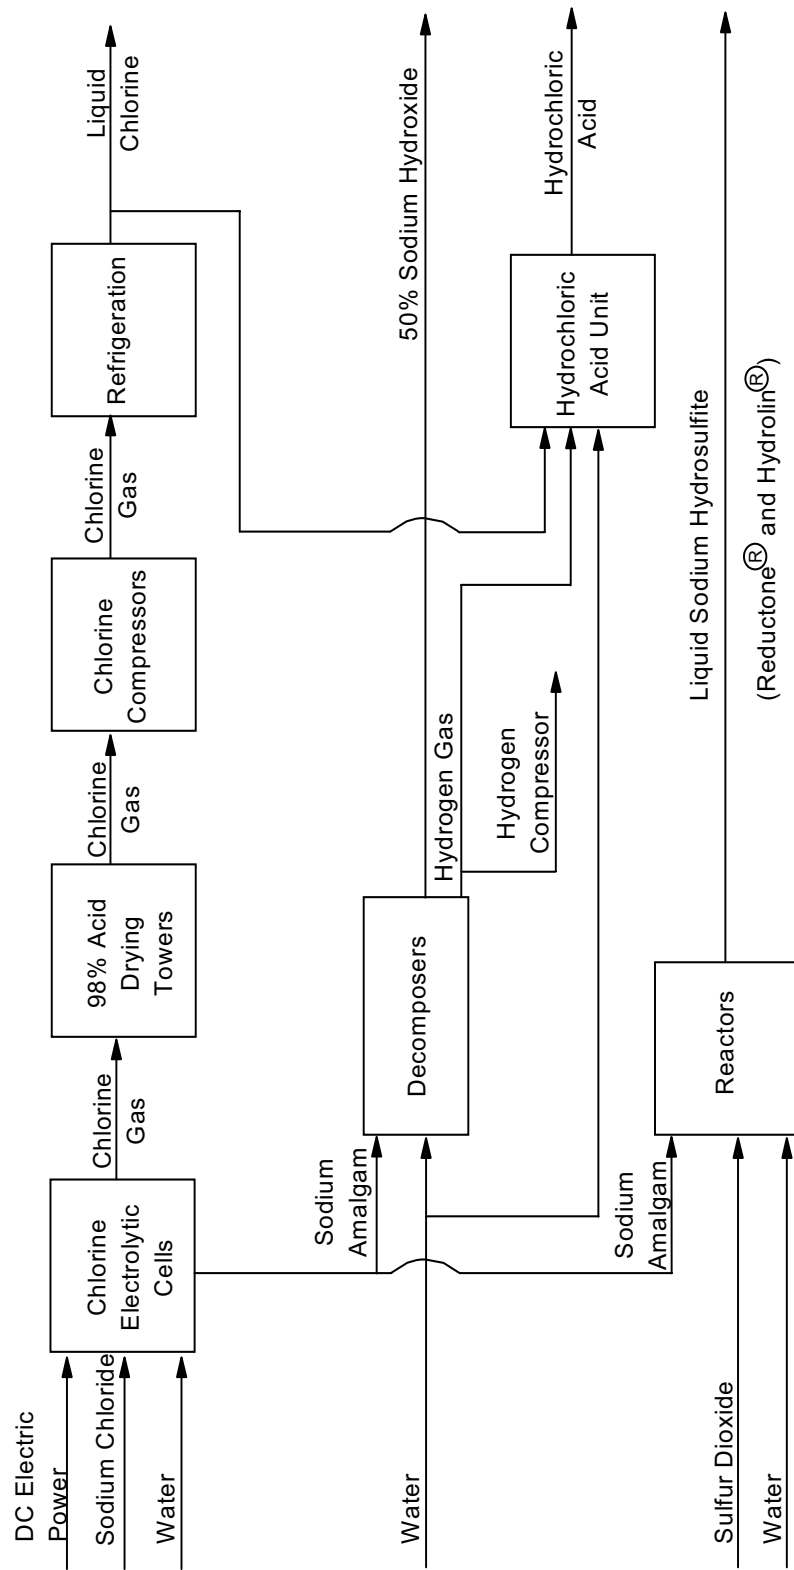 DC Electric
Power
Sodium Chloride
Water
Chlorine
Electrolytic
Cells
Chlorine
Gas
98% Acid
Drying
Towers
Chlorine
Gas
Chlorine
Compressors
Chlorine
Gas
Refrigeration
Liquid
Chlorine
Water
Sodium
Amalgam
Decomposers
Hydrogen Gas
Hydrogen
Compressor
50% Sodium Hydroxide
Hydrochloric
Acid Unit
Hydrochloric
Acid
Sulfur Dioxide
Water
Sodium
Amalgam
Reactors
Liquid Sodium Hydrosulfite
(Reductone® and Hydrolin®)